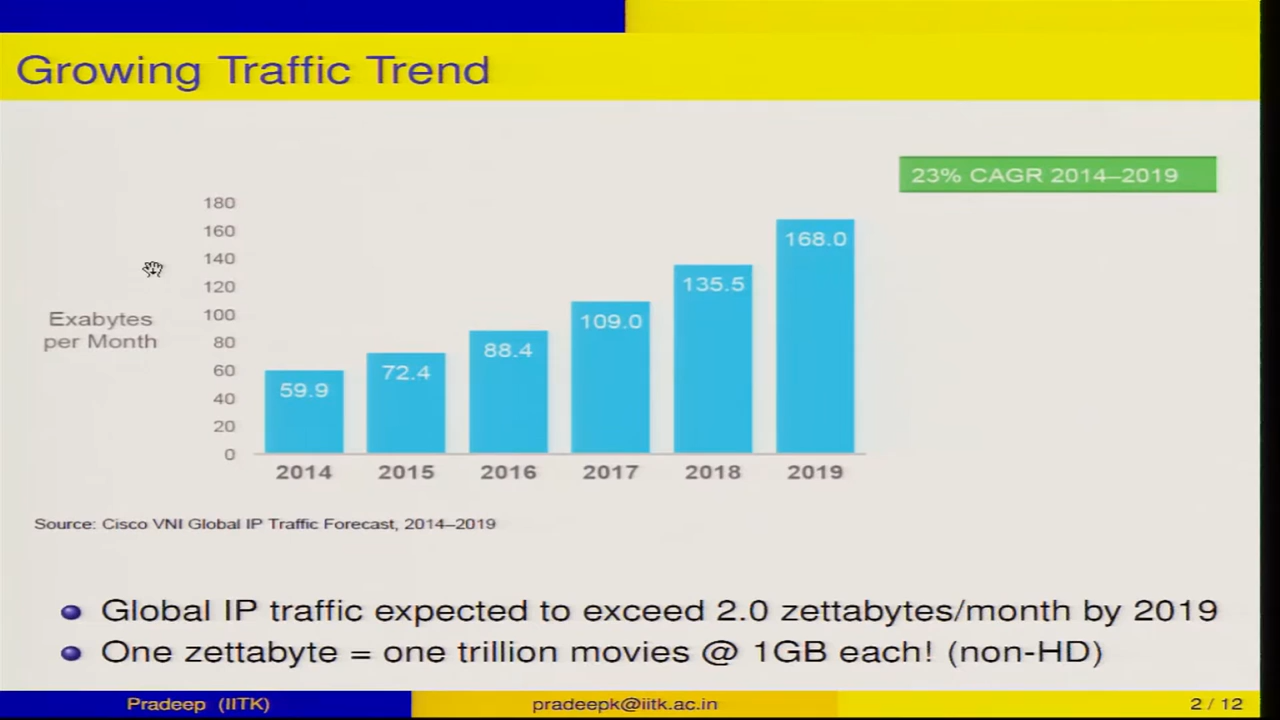 Growing Traffic Trend
23% CAGR 2014–2019
180
160
140
120
100
80
60
40
20
0
Exabytes
per Month
59.9
72.4
88.4
109.0
135.5
168.0
2014 2015 2016 2017 2018 2019
Source: Cisco VNI Global IP Traffic Forecast, 2014–2019
Global IP traffic expected to exceed 2.0 zettabytes/month by 2019
One zettabyte = one trillion movies @ 1GB each! (non-HD)
Pradeep (IITK) pradeepk@iitk.ac.in 2 / 12